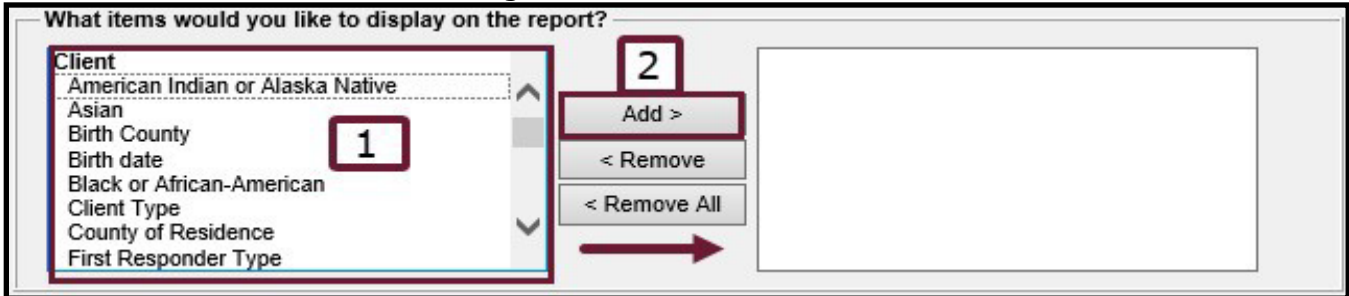 What items would you like to display on the report?
Client
American Indian or Alaska Native
Asian
Birth County
Birth date
Black or African-American
Client Type
County of Residence
First Responder Type
1
2
Add >
< Remove
< Remove All